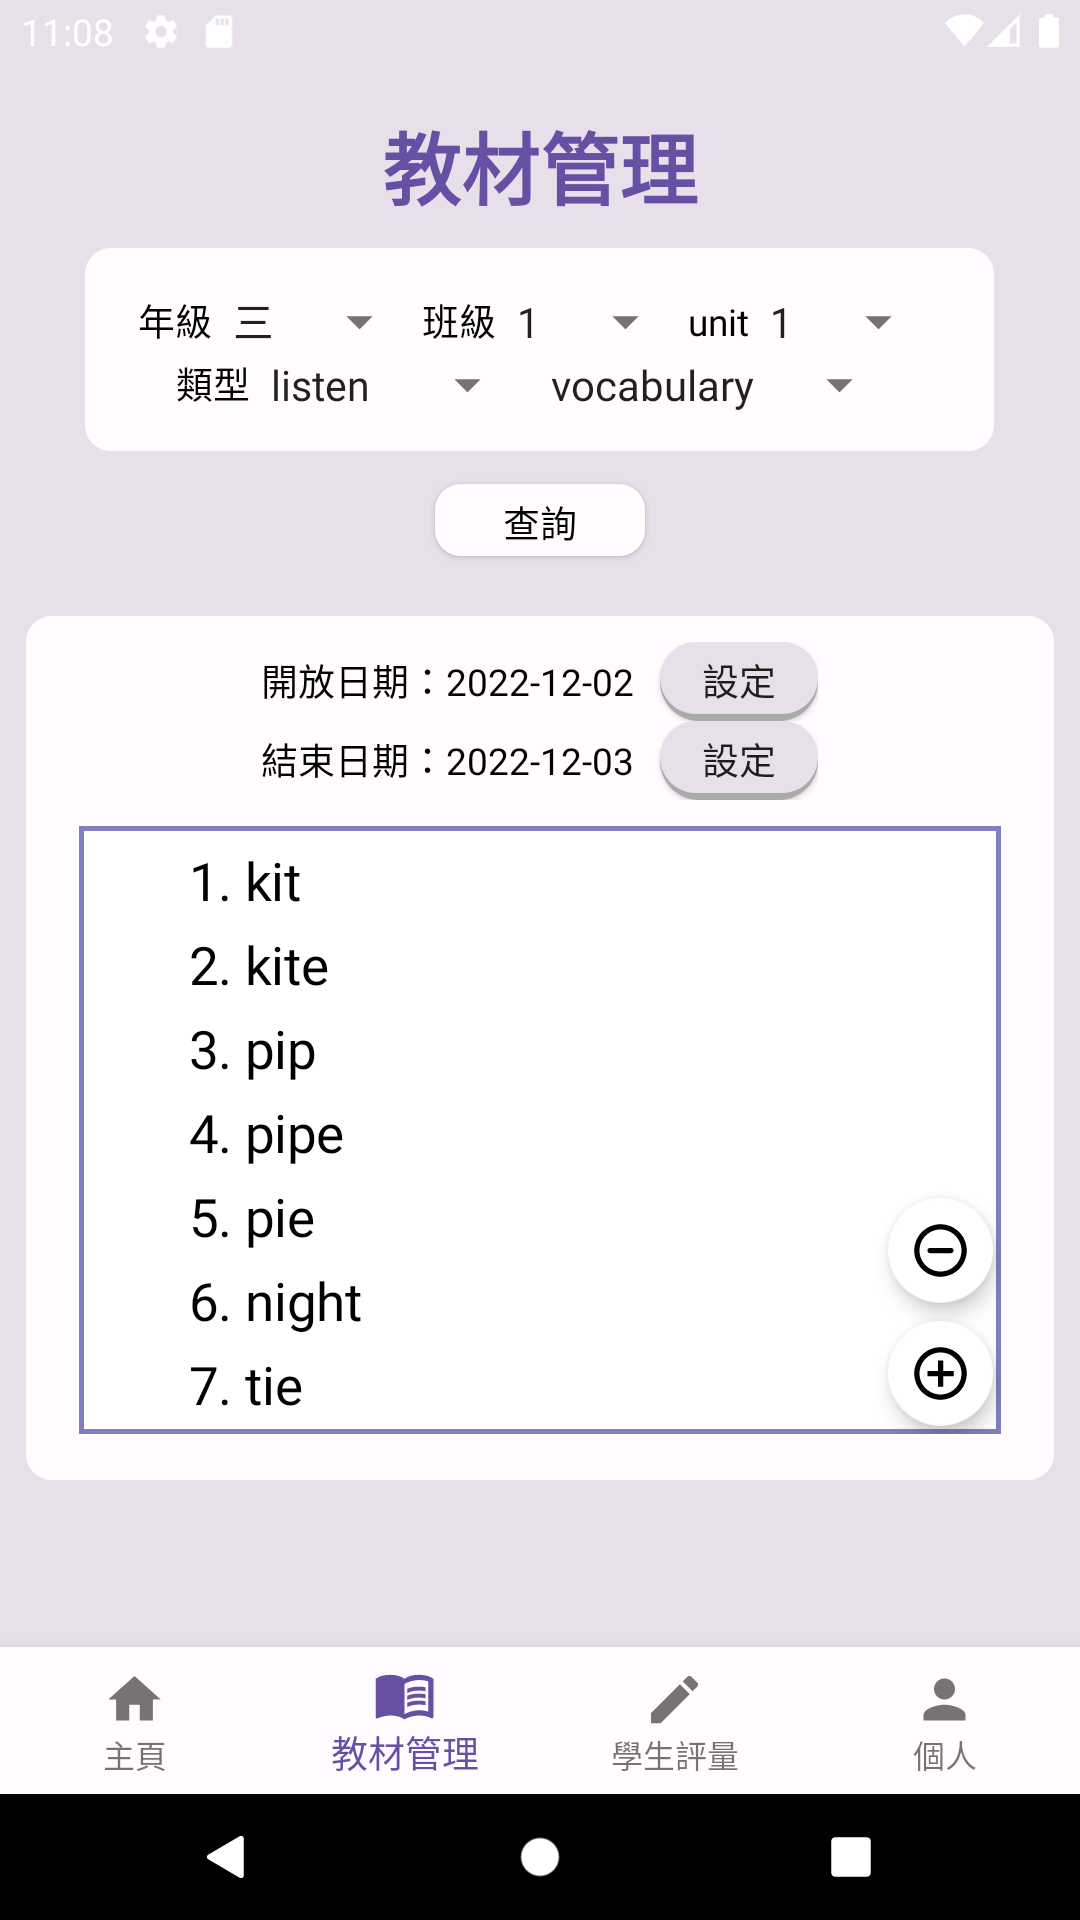 11:08
教材管理
年級 三 班級 1 unit 1
類型 listen vocabulary
查詢
開放日期：2022-12-02 設定
結束日期：2022-12-03 設定
1. kit
2. kite
3. pip
4. pipe
5. pie
6. night
7. tie
主頁 教材管理 學生評量 個人